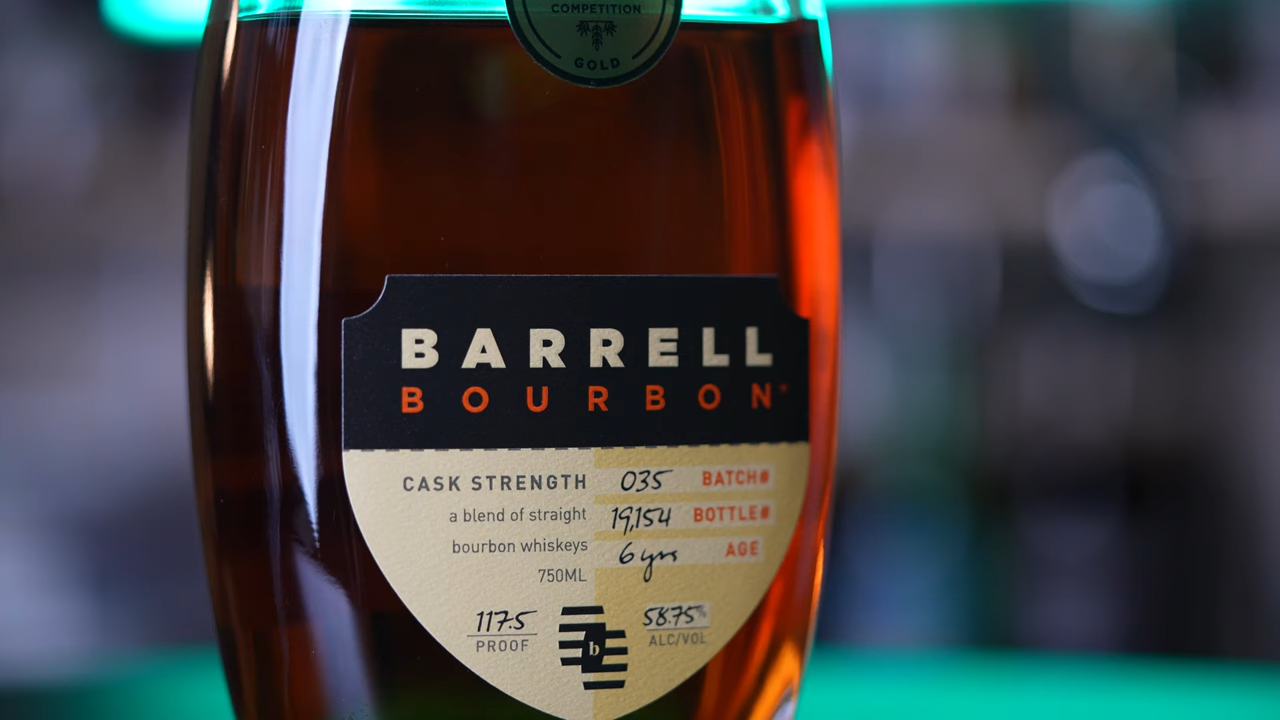 COMPETITION
GOLD
BARRELL
BOURBON
CASK STRENGTH
a blend of straight
bourbon whiskeys
750ML
035 BATCH#
19,154 BOTTLE#
6 yrs AGE
117.5
PROOF
b
58.75%
ALC/VOL